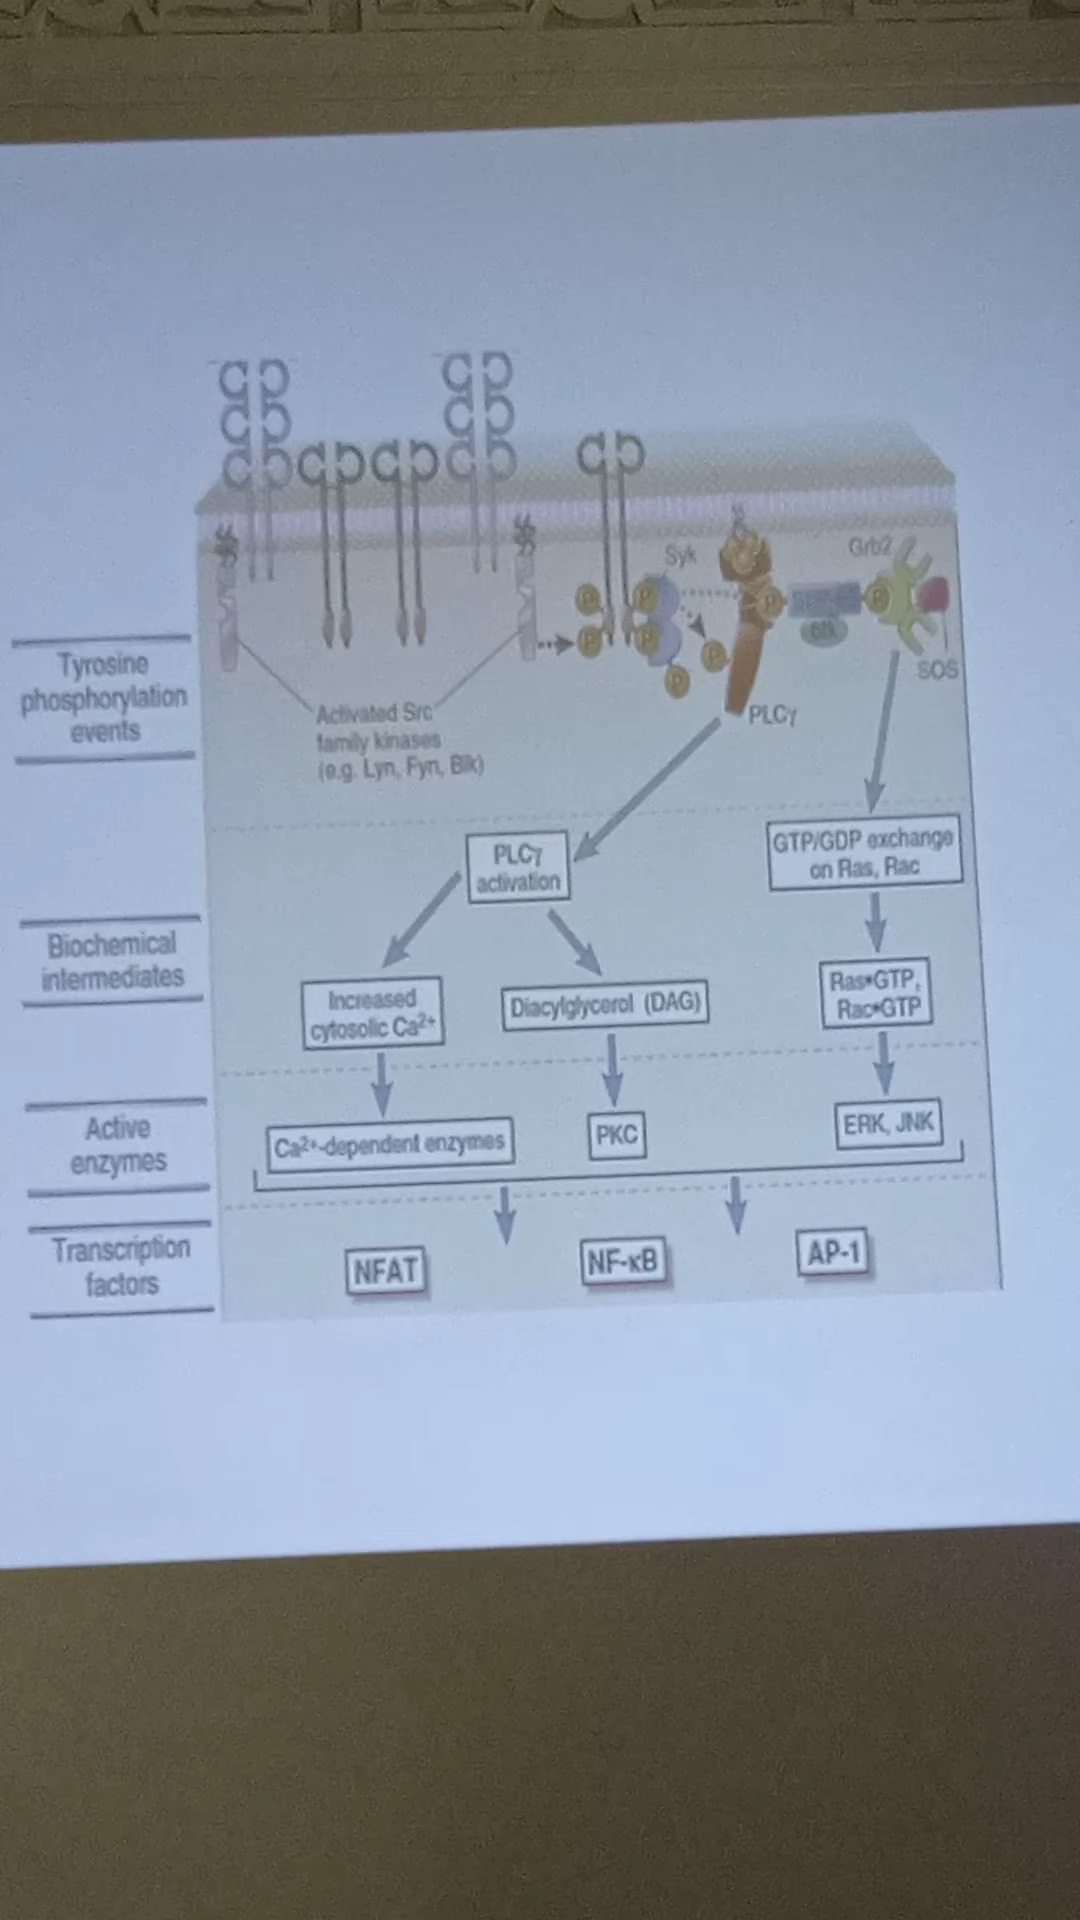 Syk
Grb2
P
P
P
P
P
P
P
P
Btk
SOS
Tyrosine
phosphorylation
events
Activated Src
family kinases
(e.g. Lyn, Fyn, Blk)
PLCγ
PLCγ
activation
GTP/GDP exchange
on Ras, Rac
Biochemical
intermediates
Increased
cytosolic Ca²⁺
Diacylglycerol (DAG)
Ras•GTP,
Rac•GTP
Active
enzymes
Ca²⁺-dependent enzymes
PKC
ERK, JNK
Transcription
factors
NFAT
NF-κB
AP-1